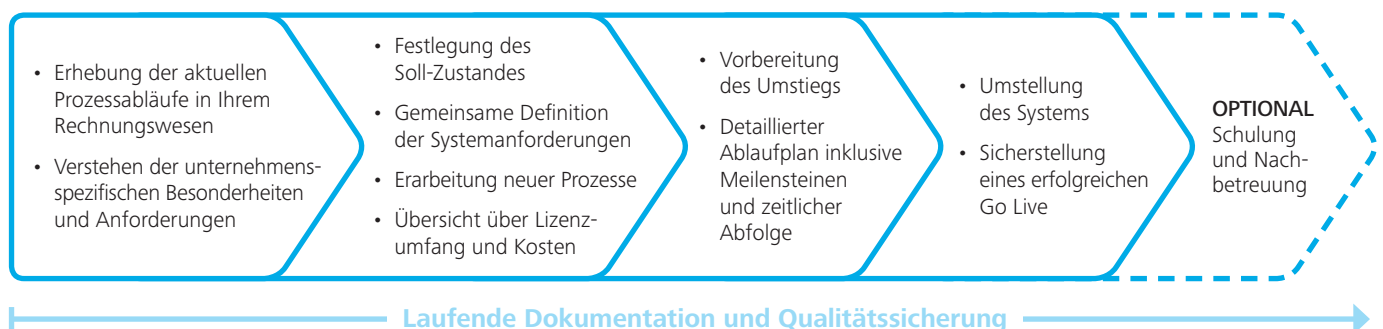 • Erhebung der aktuellen
Prozessabläufe in Ihrem
Rechnungswesen
• Verstehen der unternehmens-
spezifischen Besonderheiten
und Anforderungen
• Festlegung des
Soll-Zustandes
• Gemeinsame Definition
der Systemanforderungen
• Erarbeitung neuer Prozesse
• Übersicht über Lizenz-
umfang und Kosten
• Vorbereitung
des Umstiegs
• Detaillierter
Ablaufplan inklusive
Meilensteinen
und zeitlicher
Abfolge
• Umstellung
des Systems
• Sicherstellung
eines erfolgreichen
Go Live
OPTIONAL
Schulung
und Nach-
betreuung
Laufende Dokumentation und Qualitätssicherung